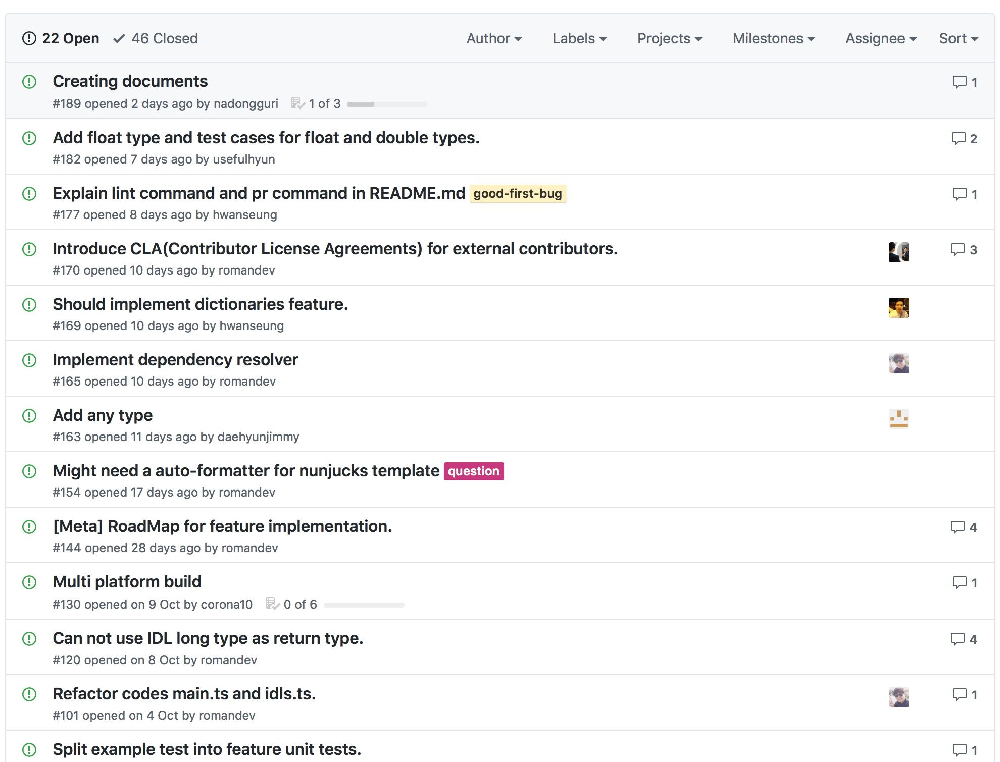 22 Open 46 Closed Author Labels Projects Milestones Assignee Sort
Creating documents 1
#189 opened 2 days ago by nadongguri 1 of 3
Add float type and test cases for float and double types. 2
#182 opened 7 days ago by usefulhyun
Explain lint command and pr command in README.md good-first-bug 1
#177 opened 8 days ago by hwanseung
Introduce CLA(Contributor License Agreements) for external contributors. 3
#170 opened 10 days ago by romandev
Should implement dictionaries feature.
#169 opened 10 days ago by hwanseung
Implement dependency resolver
#165 opened 10 days ago by romandev
Add any type
#163 opened 11 days ago by daehyunjimmy
Might need a auto-formatter for nunjucks template question
#154 opened 17 days ago by romandev
[Meta] RoadMap for feature implementation. 4
#144 opened 28 days ago by romandev
Multi platform build 1
#130 opened on 9 Oct by corona10 0 of 6
Can not use IDL long type as return type. 4
#120 opened on 8 Oct by romandev
Refactor codes main.ts and idls.ts. 1
#101 opened on 4 Oct by romandev
Split example test into feature unit tests. 1